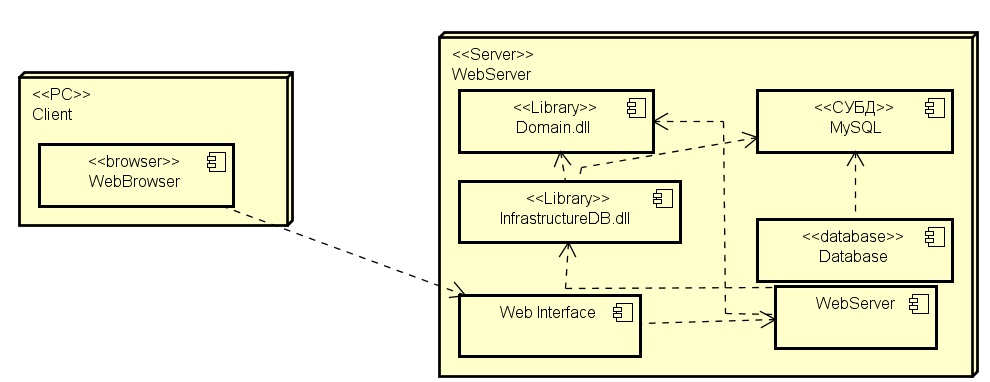 <<PC>>
Client
<<browser>>
WebBrowser
<<Server>>
WebServer
<<Library>>
Domain.dll
<<СУБД>>
MySQL
<<Library>>
InfrastructureDB.dll
<<database>>
Database
Web Interface
WebServer